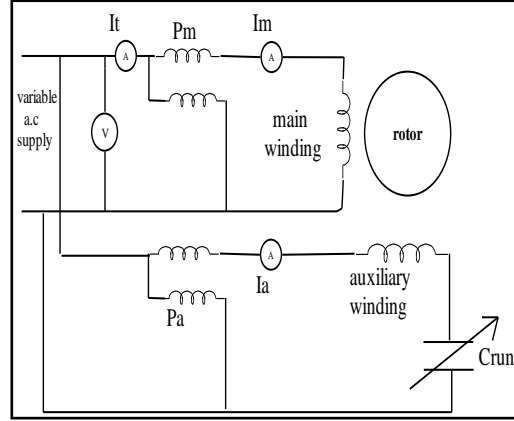 It
Pm
Im
A
A
variable
a.c
supply
V
main
winding
rotor
A
Ia
Pa
auxiliary
winding
Crun